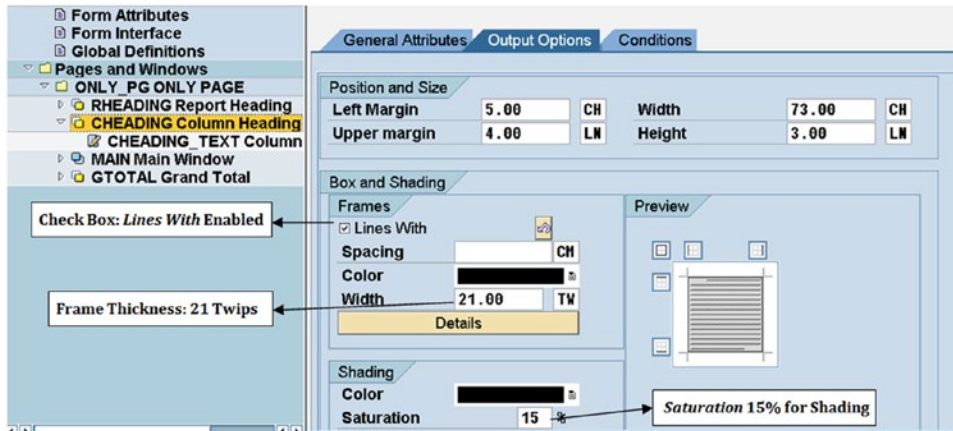 Form Attributes
Form Interface
Global Definitions
Pages and Windows
ONLY_PG ONLY PAGE
RHEADING Report Heading
CHEADING Column Heading
CHEADING_TEXT Column
MAIN Main Window
GTOTAL Grand Total
Check Box: Lines With Enabled
Frame Thickness: 21 Twips
General Attributes Output Options Conditions
Position and Size
Left Margin 5.00 CH Width 73.00 CH
Upper margin 4.00 LN Height 3.00 LN
Box and Shading
Frames
Lines With
Spacing CM
Color
Width 21.00 TW
Details
Preview
Shading
Color
Saturation 15 %
Saturation 15% for Shading